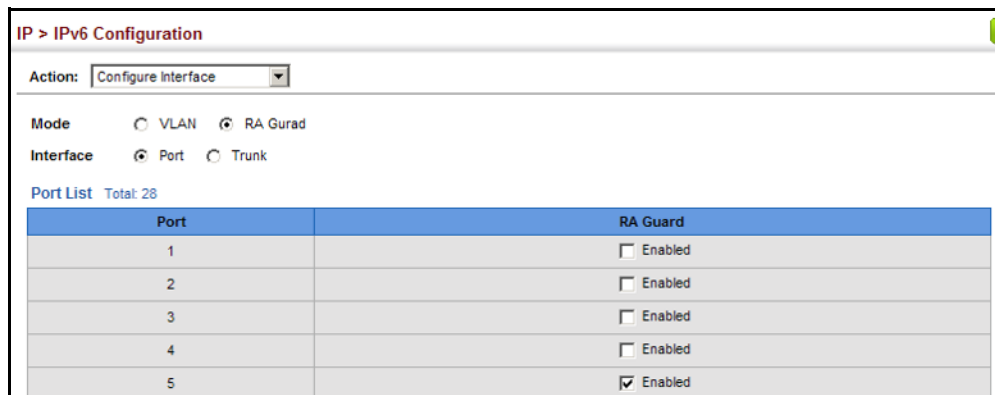 IP > IPv6 Configuration
Action: Configure Interface
Mode VLAN RA Gurad
Interface Port Trunk
Port List Total: 28
Port RA Guard
1 Enabled
2 Enabled
3 Enabled
4 Enabled
5 Enabled